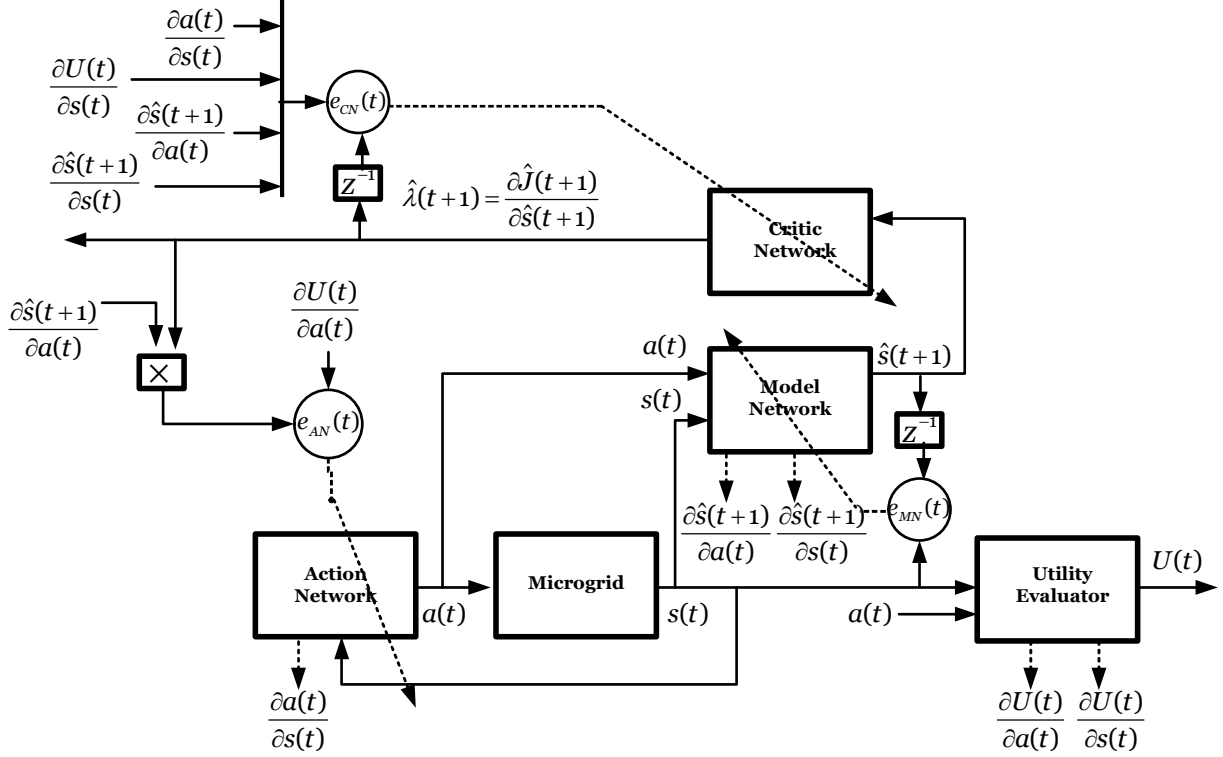 ∂a(t)
∂s(t)
∂U(t)
∂s(t)
∂ŝ(t+1)
∂a(t)
∂ŝ(t+1)
∂s(t)
e_CN(t)
z⁻¹
λ̂(t+1) = ∂Ĵ(t+1)
∂ŝ(t+1)
Critic
Network
∂ŝ(t+1)
∂a(t)
×
∂U(t)
∂a(t)
e_AN(t)
a(t)
s(t)
Model
Network
ŝ(t+1)
z⁻¹
e_MN(t)
∂ŝ(t+1)
∂a(t)
∂ŝ(t+1)
∂s(t)
Action
Network
a(t)
Microgrid
s(t)
a(t)
Utility
Evaluator
U(t)
∂a(t)
∂s(t)
∂U(t)
∂a(t)
∂U(t)
∂s(t)